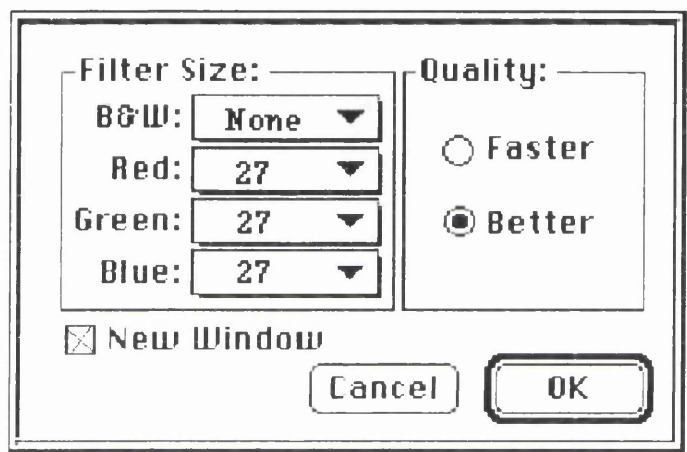 Filter Size:
B&W: None
Red: 27
Green: 27
Blue: 27
Quality:
Faster
Better
New Window
Cancel OK